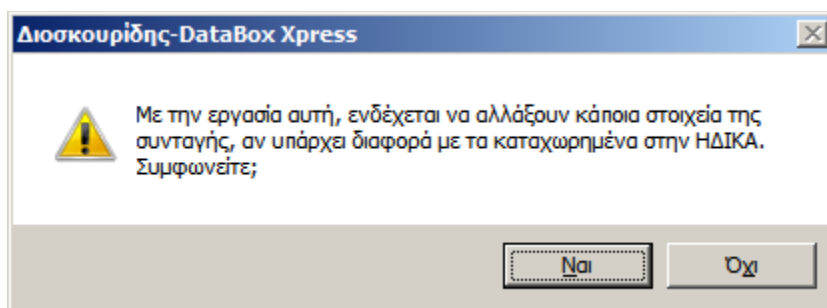 Διοσκουρίδης-DataBox Xpress
Με την εργασία αυτή, ενδέχεται να αλλάξουν κάποια στοιχεία της
συνταγής, αν υπάρχει διαφορά με τα καταχωρημένα στην ΗΔΙΚΑ.
Συμφωνείτε;
Ναι
Όχι